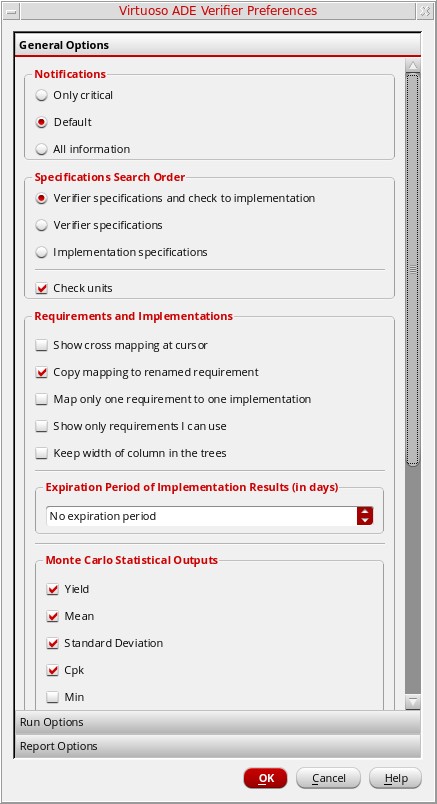 Virtuoso ADE Verifier Preferences
General Options
Notifications
Only critical
Default
All information
Specifications Search Order
Verifier specifications and check to implementation
Verifier specifications
Implementation specifications
Check units
Requirements and Implementations
Show cross mapping at cursor
Copy mapping to renamed requirement
Map only one requirement to one implementation
Show only requirements I can use
Keep width of column in the trees
Expiration Period of Implementation Results (in days)
No expiration period
Monte Carlo Statistical Outputs
Yield
Mean
Standard Deviation
Cpk
Min
Run Options
Report Options
OK Cancel Help